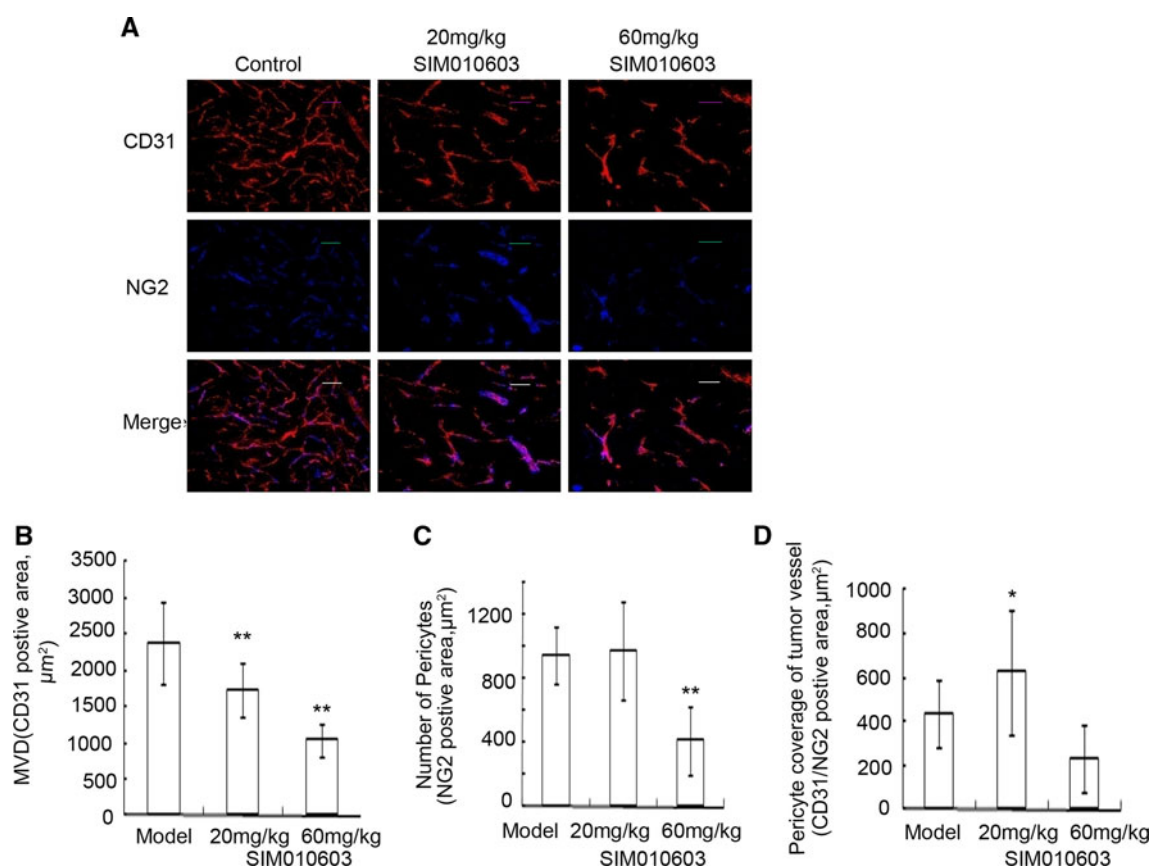 A
Control
20mg/kg
SIM010603
60mg/kg
SIM010603
CD31
NG2
Merge
B
MVD(CD31 postive area,
µm²)
3500
3000
2500
2000
1500
1000
500
0
**
**
Model
20mg/kg
60mg/kg
SIM010603
C
Number of Pericytes
(NG2 postive area,µm²)
1200
800
400
0
**
Model
20mg/kg
60mg/kg
SIM010603
D
Pericyte coverage of tumor vessel
(CD31/NG2 postive area,µm²)
1000
800
600
400
200
0
*
Model
20mg/kg
60mg/kg
SIM010603